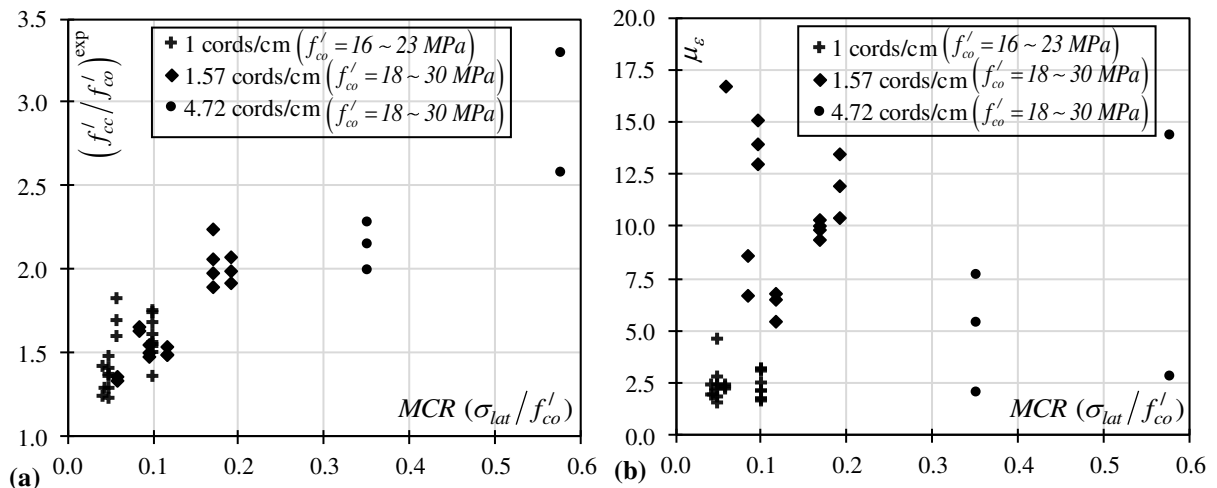 3.5
3.0
2.5
2.0
1.5
1.0
(f′cc/f′co)exp
+ 1 cords/cm (f′co = 16 ~ 23 MPa)
◆ 1.57 cords/cm (f′co = 18 ~ 30 MPa)
● 4.72 cords/cm (f′co = 18 ~ 30 MPa)
MCR (σlat/f′co)
0.0 0.1 0.2 0.3 0.4 0.5 0.6
(a)
20.0
17.5
15.0
12.5
10.0
7.5
5.0
2.5
0.0
με
+ 1 cords/cm (f′co = 16 ~ 23 MPa)
◆ 1.57 cords/cm (f′co = 18 ~ 30 MPa)
● 4.72 cords/cm (f′co = 18 ~ 30 MPa)
MCR (σlat/f′co)
0.0 0.1 0.2 0.3 0.4 0.5 0.6
(b)